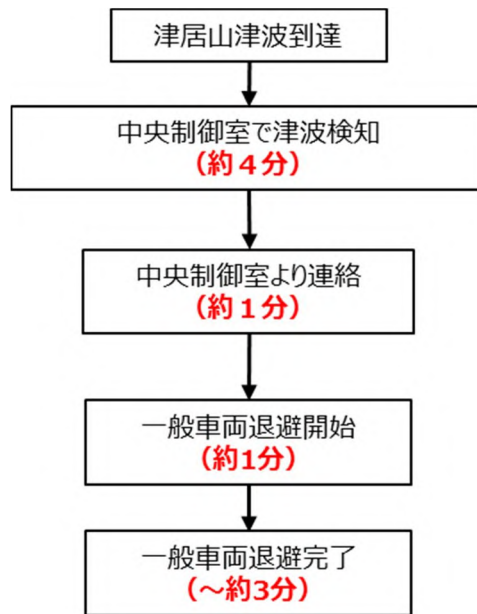 津居山津波到達
中央制御室で津波検知
（約４分）
中央制御室より連絡
（約１分）
一般車両退避開始
（約1分）
一般車両退避完了
（～約3分）